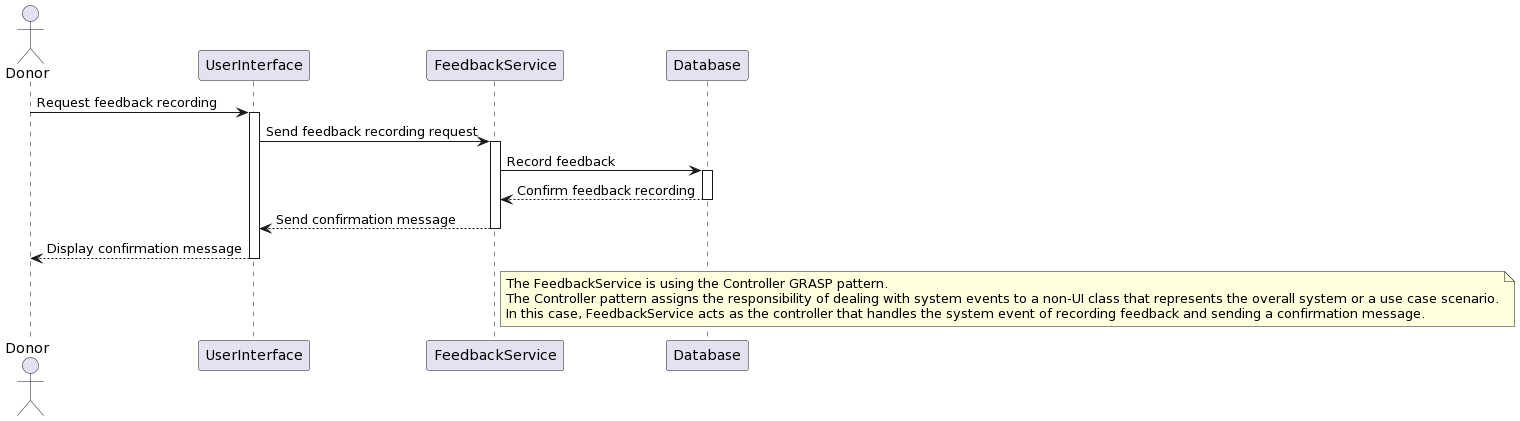 Donor
UserInterface
FeedbackService
Database
Request feedback recording
Send feedback recording request
Record feedback
Confirm feedback recording
Send confirmation message
Display confirmation message
The FeedbackService is using the Controller GRASP pattern.
The Controller pattern assigns the responsibility of dealing with system events to a non-UI class that represents the overall system or a use case scenario.
In this case, FeedbackService acts as the controller that handles the system event of recording feedback and sending a confirmation message.
Donor
UserInterface
FeedbackService
Database